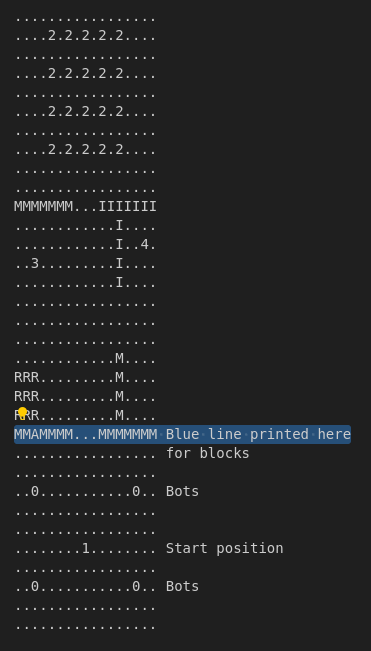 .................
....2.2.2.2.2....
.................
....2.2.2.2.2....
.................
....2.2.2.2.2....
.................
....2.2.2.2.2....
.................
.................
MMMMMMM...IIIIIII
............I....
............I..4.
..3.........I....
............I....
.................
.................
.................
............M....
RRR.........M....
RRR.........M....
RRR.........M....
MMAMMMM...MMMMMMM Blue line printed here
................. for blocks
.................
..0...........0.. Bots
.................
.................
........1........ Start position
.................
..0...........0.. Bots
.................
.................